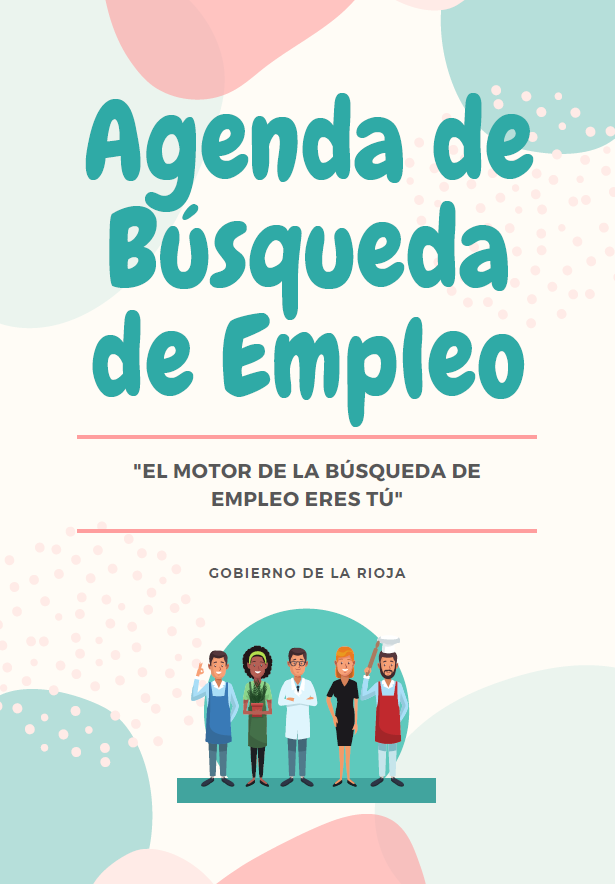 Agenda de
Búsqueda
de Empleo
"EL MOTOR DE LA BÚSQUEDA DE
EMPLEO ERES TÚ"
GOBIERNO DE LA RIOJA